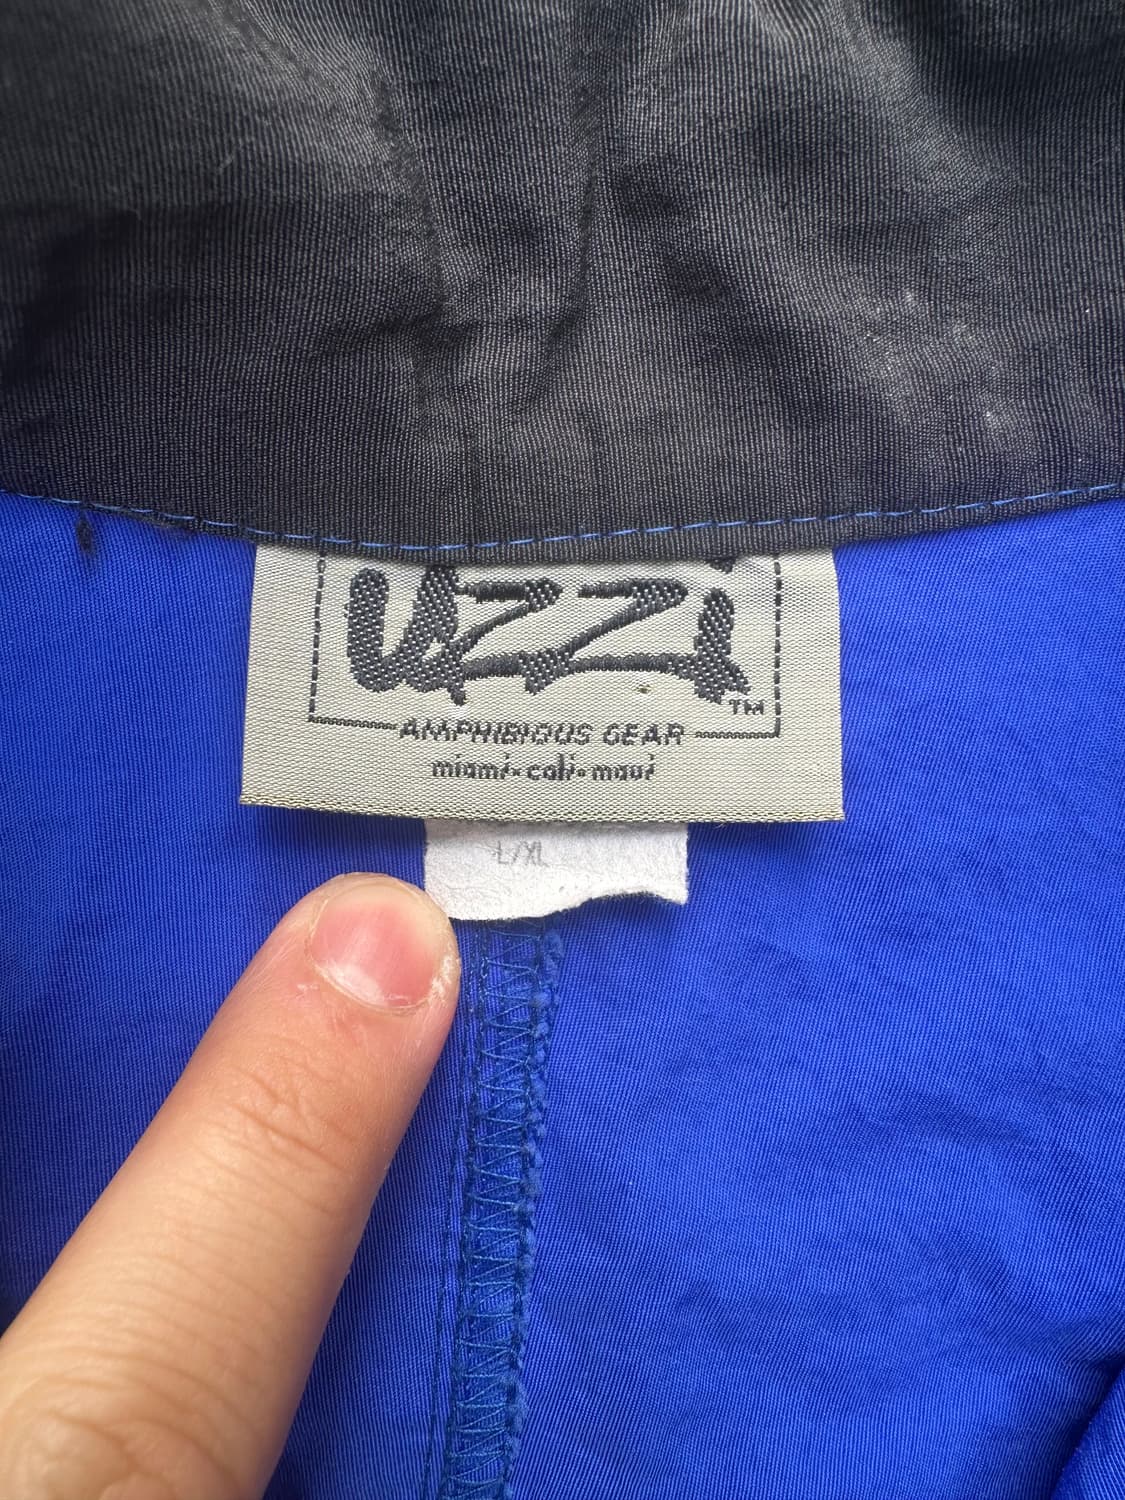 uzzi TM
AMPHIBIOUS GEAR
miami - cali - maui
L/XL